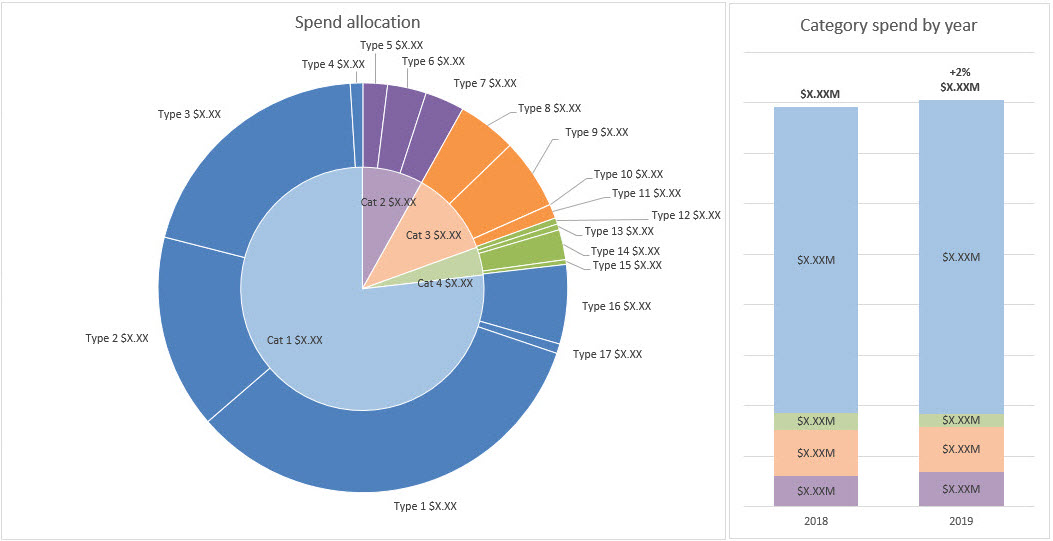 Spend allocation
Type 5 $X.XX
Type 4 $X.XX
Type 6 $X.XX
Type 7 $X.XX
Type 3 $X.XX
Type 8 $X.XX
Type 9 $X.XX
Type 10 $X.XX
Type 11 $X.XX
Cat 2 $X.XX
Type 12 $X.XX
Type 13 $X.XX
Cat 3 $X.XX
Type 14 $X.XX
Type 15 $X.XX
Cat 4 $X.XX
Type 16 $X.XX
Type 2 $X.XX
Cat 1 $X.XX
Type 17 $X.XX
Type 1 $X.XX
Category spend by year
+2%
$X.XXM
$X.XXM
$X.XXM
$X.XXM
$X.XXM
$X.XXM
$X.XXM
$X.XXM
$X.XXM
$X.XXM
2018
2019